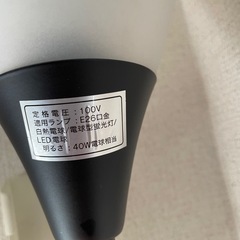 定格電圧：100V
適用ランプ：E26口金
白熱電球/電球型蛍光灯/
LED電球
明るさ：40W電球相当